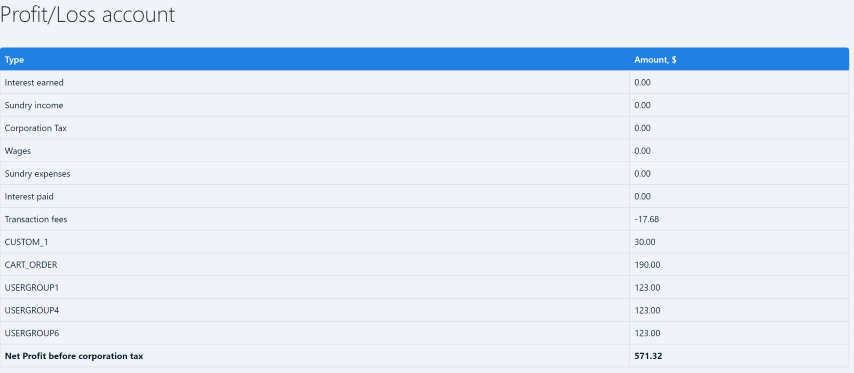 Profit/Loss account
Type Amount, $
Interest earned 0.00
Sundry income 0.00
Corporation Tax 0.00
Wages 0.00
Sundry expenses 0.00
Interest paid 0.00
Transaction fees -17.68
CUSTOM_1 30.00
CART_ORDER 190.00
USERGROUP1 123.00
USERGROUP4 123.00
USERGROUP6 123.00
Net Profit before corporation tax 571.32